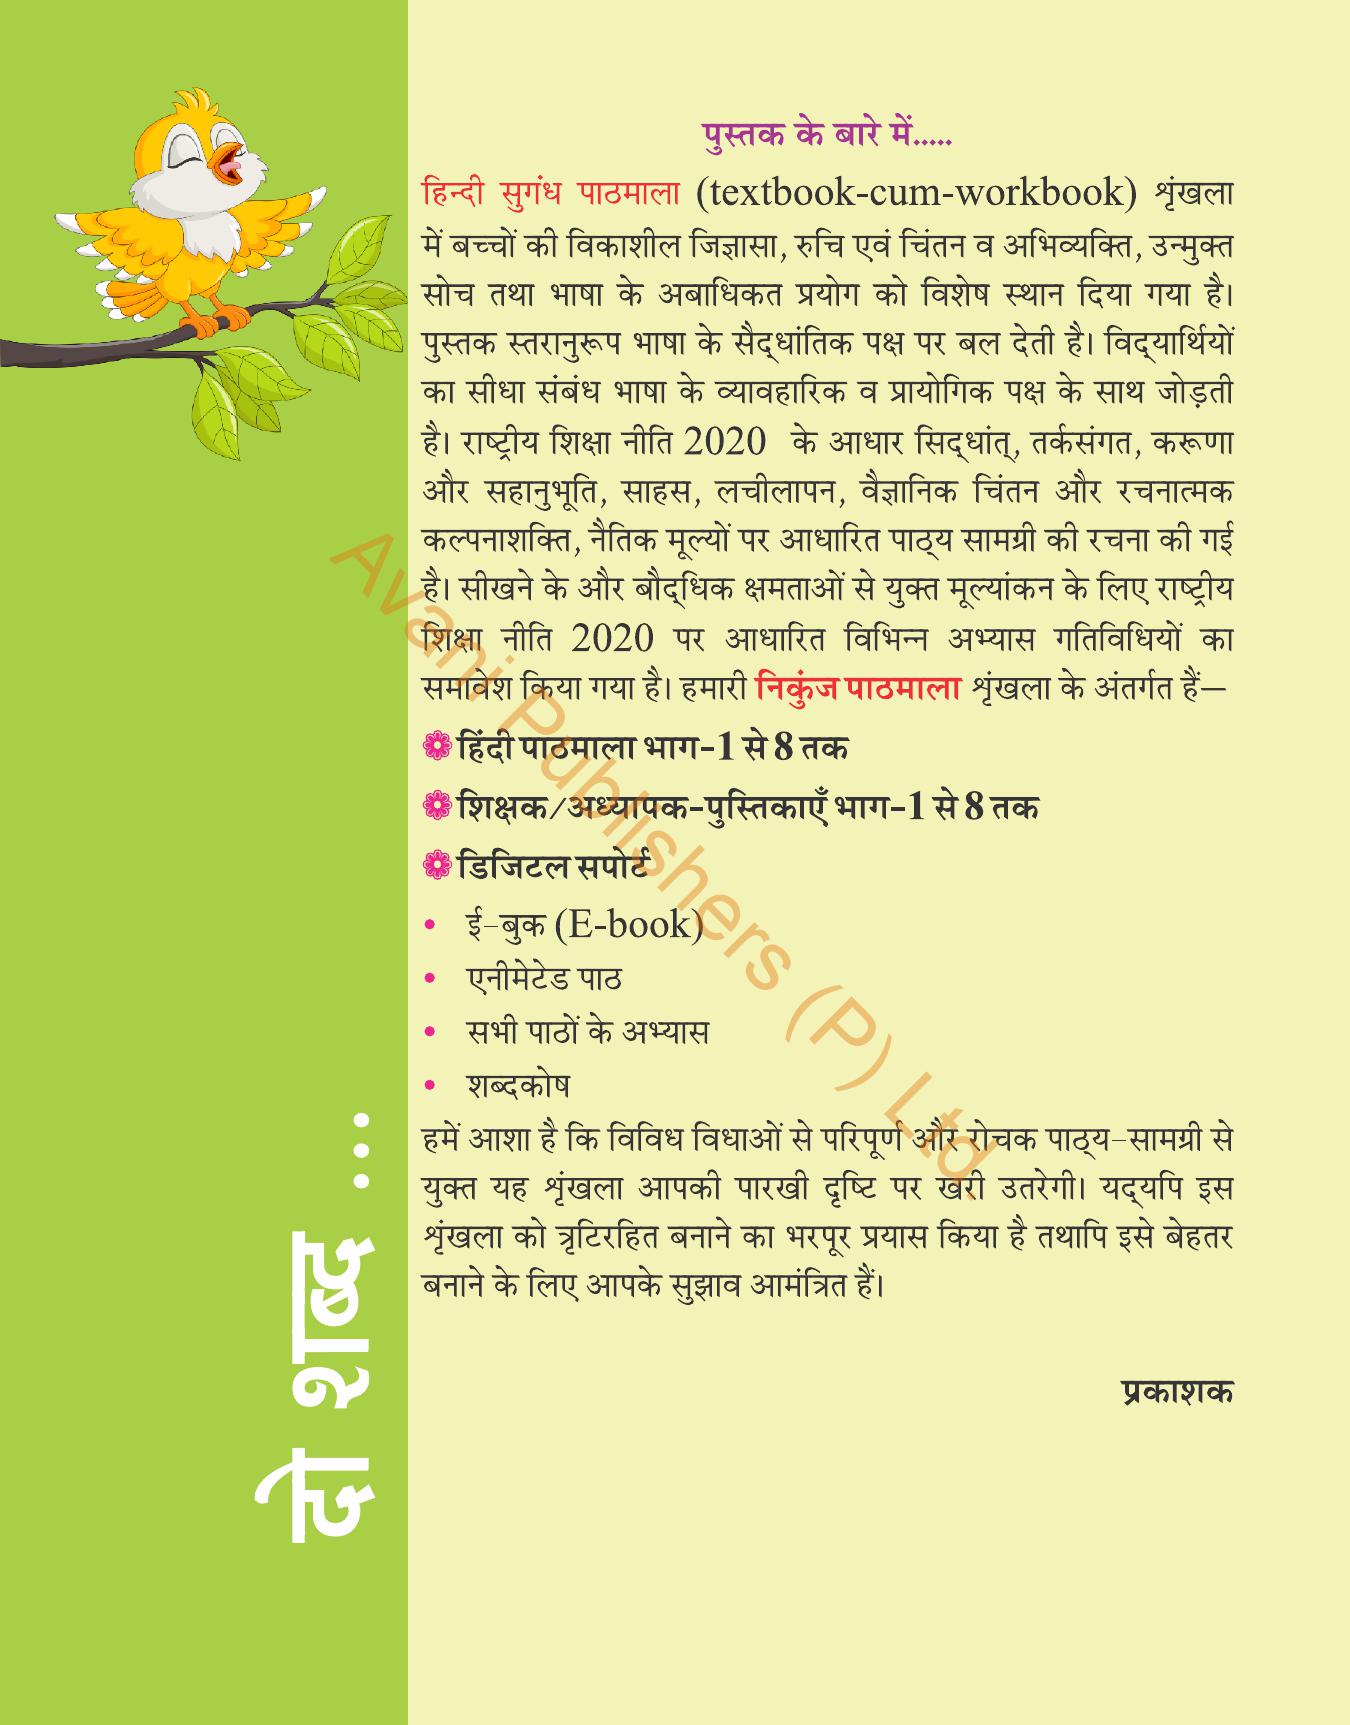 पुस्तक के बारे में.....
हिन्दी सुगंध पाठमाला (textbook-cum-workbook) शृंखला
में बच्चों की विकाशील जिज्ञासा, रुचि एवं चिंतन व अभिव्यक्ति, उन्मुक्त
सोच तथा भाषा के अबाधिकत प्रयोग को विशेष स्थान दिया गया है।
पुस्तक स्तरानुरूप भाषा के सैद्धांतिक पक्ष पर बल देती है। विद्यार्थियों
का सीधा संबंध भाषा के व्यावहारिक व प्रायोगिक पक्ष के साथ जोड़ती
है। राष्ट्रीय शिक्षा नीति 2020 के आधार सिद्धांत्, तर्कसंगत, करूणा
और सहानुभूति, साहस, लचीलापन, वैज्ञानिक चिंतन और रचनात्मक
कल्पनाशक्ति, नैतिक मूल्यों पर आधारित पाठ्य सामग्री की रचना की गई
है। सीखने के और बौद्धिक क्षमताओं से युक्त मूल्यांकन के लिए राष्ट्रीय
शिक्षा नीति 2020 पर आधारित विभिन्न अभ्यास गतिविधियों का
समावेश किया गया है। हमारी निकुंज पाठमाला शृंखला के अंतर्गत हैं—
हिंदी पाठमाला भाग-1 से 8 तक
शिक्षक/अध्यापक-पुस्तिकाएँ भाग-1 से 8 तक
डिजिटल सपोर्ट
• ई-बुक (E-book)
• एनीमेटेड पाठ
• सभी पाठों के अभ्यास
• शब्दकोष
हमें आशा है कि विविध विधाओं से परिपूर्ण और रोचक पाठ्य-सामग्री से
युक्त यह शृंखला आपकी पारखी दृष्टि पर खरी उतरेगी। यद्यपि इस
शृंखला को त्रृटिरहित बनाने का भरपूर प्रयास किया है तथापि इसे बेहतर
बनाने के लिए आपके सुझाव आमंत्रित हैं।
प्रकाशक
दो शब्द ...
Avani Publishers (P) Ltd.